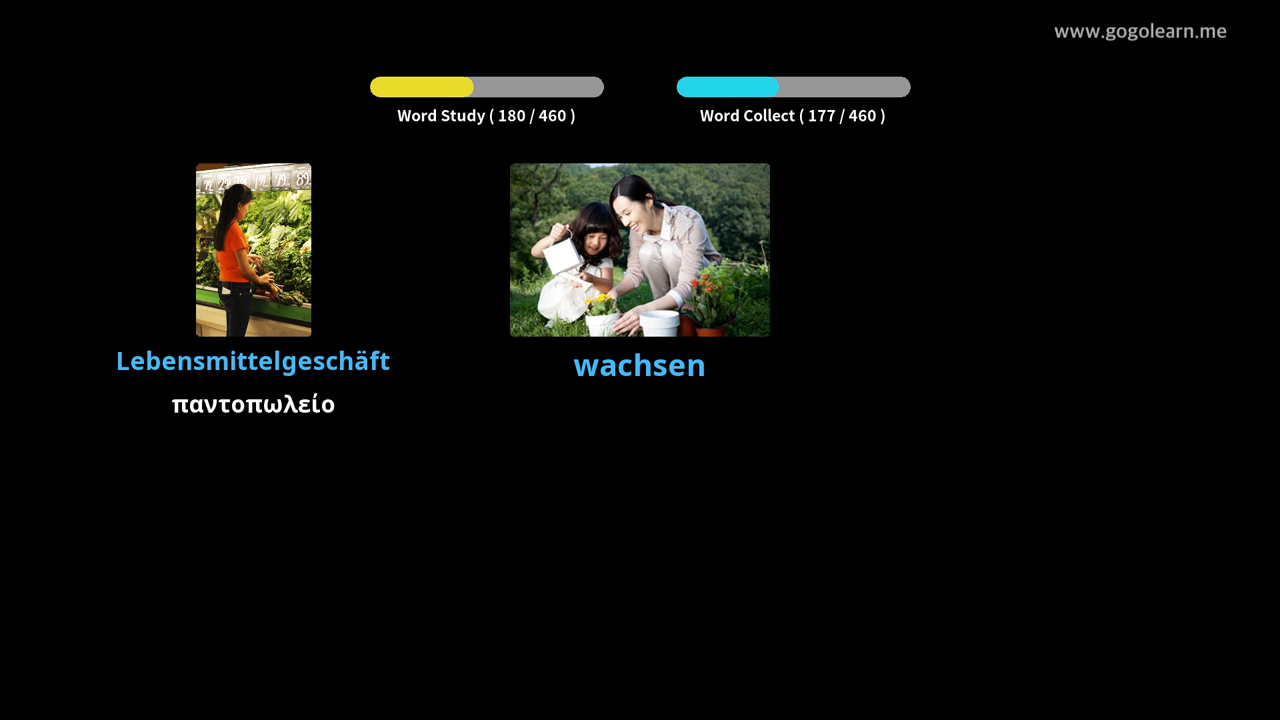 www.gogolearn.me
Word Study ( 180 / 460 )
Word Collect ( 177 / 460 )
Lebensmittelgeschäft
παντοπωλείο
wachsen